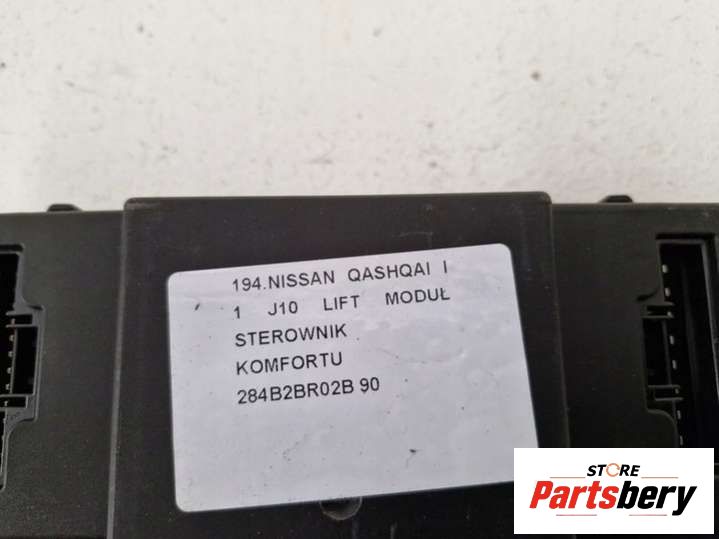 194.NISSAN QASHQAI I
1 J10 LIFT MODUŁ
STEROWNIK
KOMFORTU
284B2BR02B 90
STORE
Partsbery